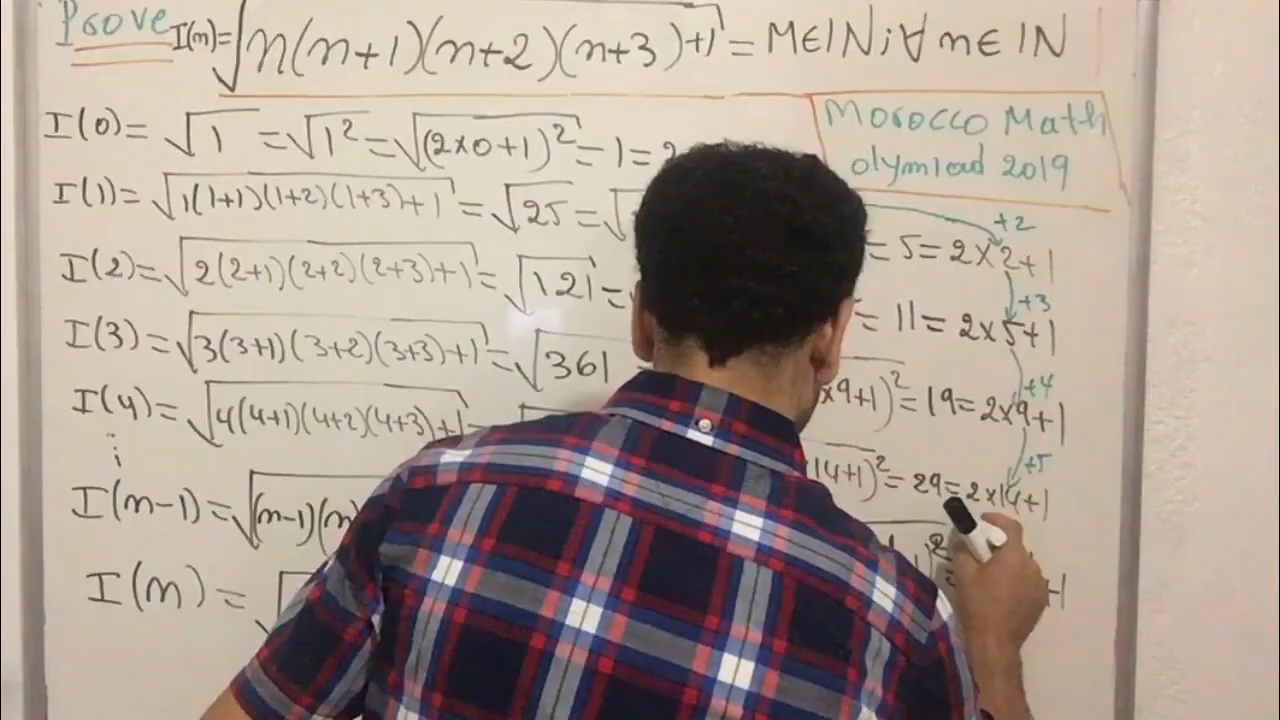 Prove I(n)=√n(n+1)(n+2)(n+3)+1 = M∈IN; ∀ n∈ IN
Morocco Math
olymiad 2019
I(0)= √1 =√1²=√(2×0+1)²=1=2
I(1)= √1(1+1)(1+2)(1+3)+1 = √25 =√ = 5=2×2+1
+2
I(2)=√2(2+1)(2+2)(2+3)+1=√121= = 11= 2×5+1
+3
I(3)=√3(3+1)(3+2)(3+3)+1=√361 ×9+1)²=19=2×9+1
+4
I(4)=√4(4+1)(4+2)(4+3)+1= 14+1)²=29=2×14+1
+5
⋮
I(n-1)=√(n-1)(n)
I(n)=√